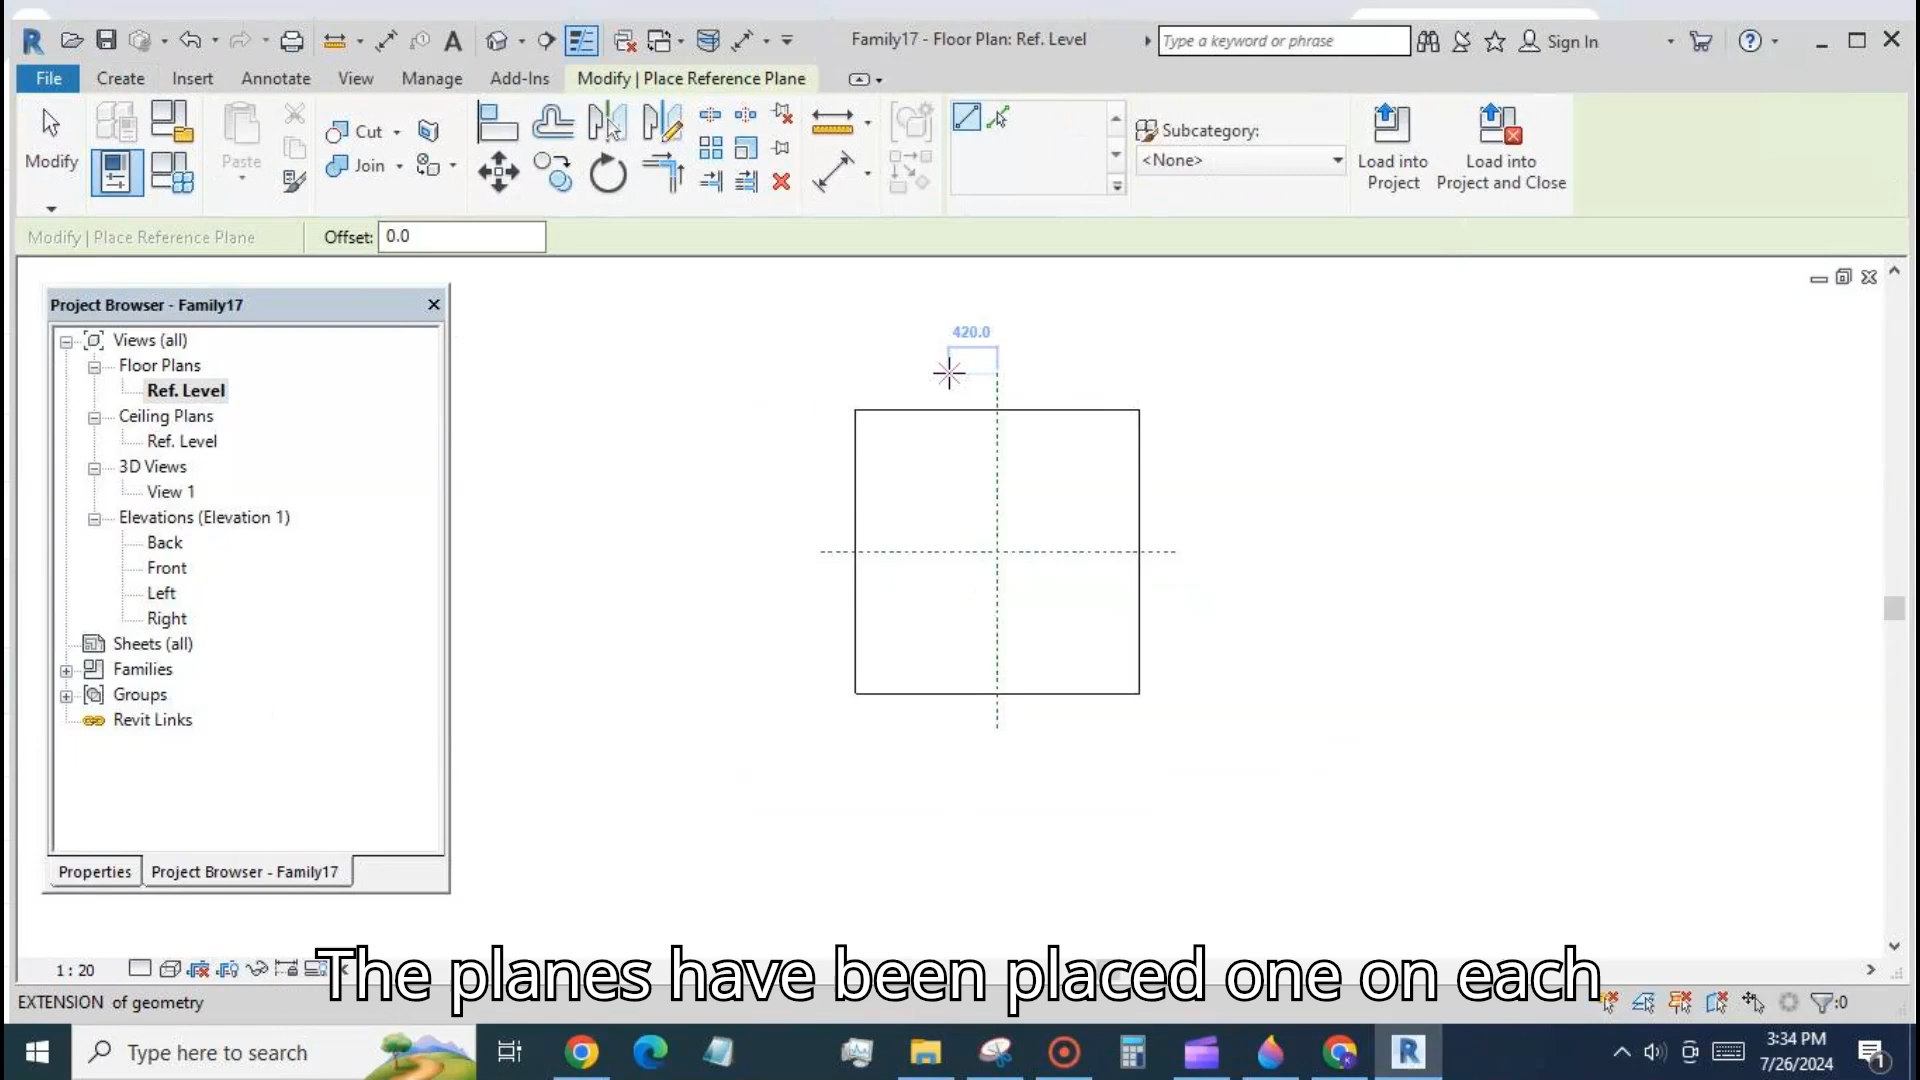 Family17 - Floor Plan: Ref. Level
Type a keyword or phrase
Sign In
File Create Insert Annotate View Manage Add-Ins Modify | Place Reference Plane
Modify
Paste
Cut
Join
Subcategory:
<None>
Load into Project
Load into Project and Close
Modify | Place Reference Plane
Offset: 0.0
Project Browser - Family17
Views (all)
Floor Plans
Ref. Level
Ceiling Plans
Ref. Level
3D Views
View 1
Elevations (Elevation 1)
Back
Front
Left
Right
Sheets (all)
Families
Groups
Revit Links
Properties Project Browser - Family17
420.0
1 : 20
The planes have been placed one on each
EXTENSION of geometry
:0
Type here to search
3:34 PM
7/26/2024
1